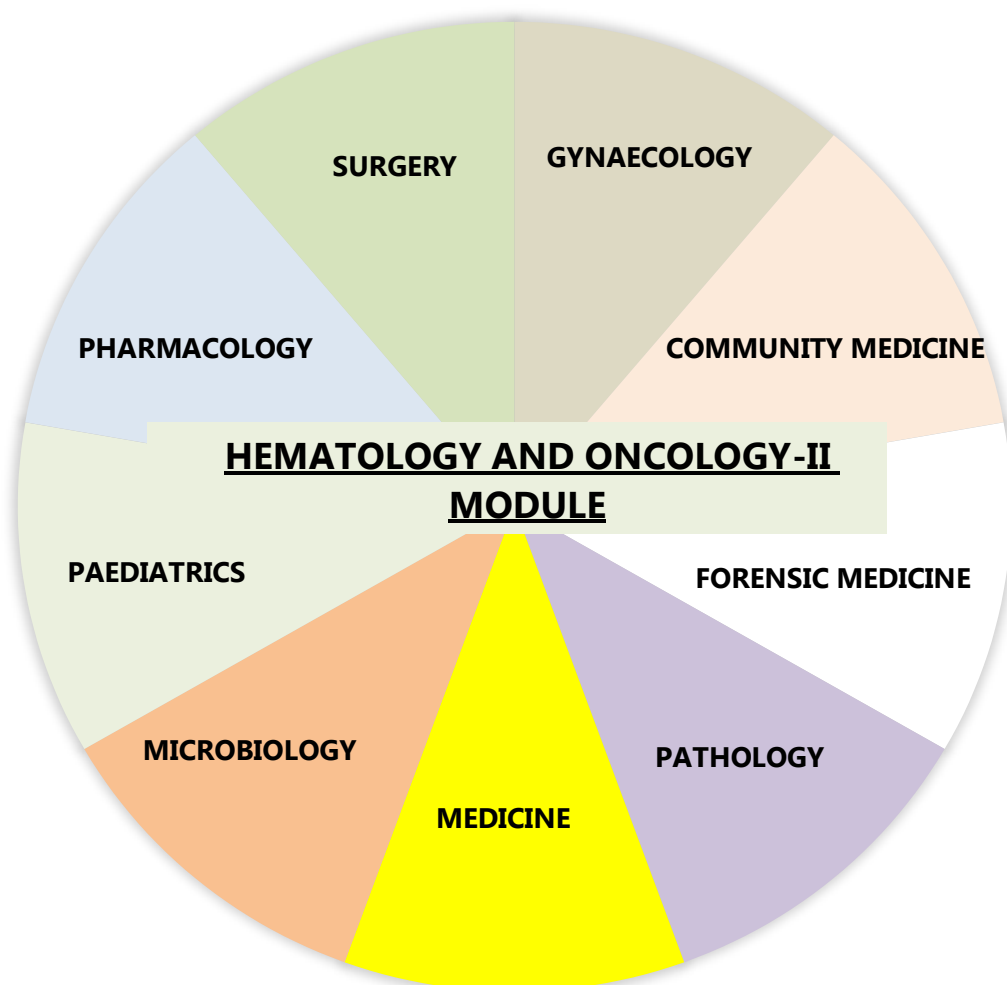 SURGERY
GYNAECOLOGY
PHARMACOLOGY
COMMUNITY MEDICINE
HEMATOLOGY AND ONCOLOGY-II
MODULE
PAEDIATRICS
FORENSIC MEDICINE
MICROBIOLOGY
PATHOLOGY
MEDICINE